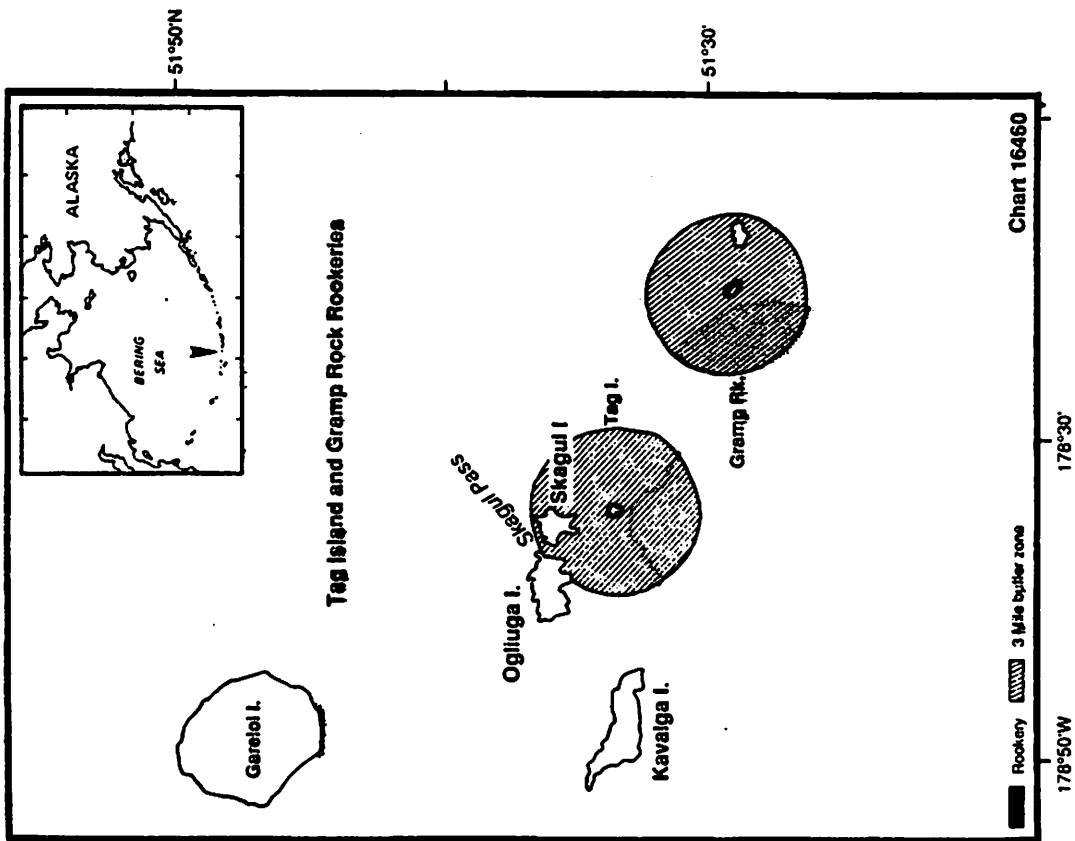 ALASKA
BERING
SEA
51°50'N
51°30'
Tag Island and Gramp Rock Rookeries
Gareloi I.
Skagul Pass
Ogliuga I.
Skagul I
Tag I.
Kavalga I.
Gramp Rk.
Rookery
3 Mile buffer zone
Chart 16460
178°50'W
178°30'